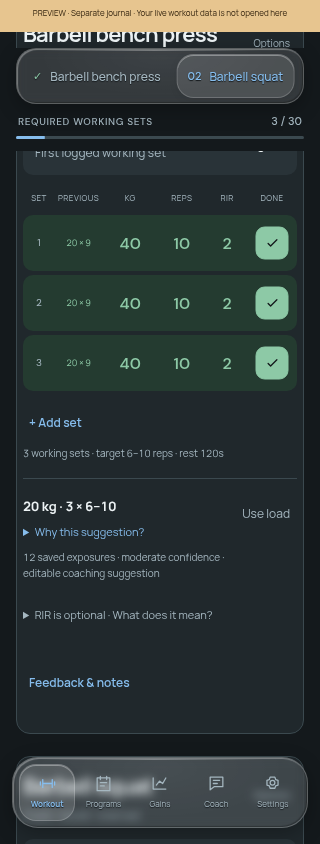 PREVIEW · Separate journal · Your live workout data is not opened here
Barbell bench press
Options
✓ Barbell bench press
02 Barbell squat
REQUIRED WORKING SETS 3 / 30
First logged working set
SET PREVIOUS KG REPS RIR DONE
1 20 × 9 40 10 2 ✓
2 20 × 9 40 10 2 ✓
3 20 × 9 40 10 2 ✓
+ Add set
3 working sets · target 6–10 reps · rest 120s
20 kg · 3 × 6–10
Use load
▶ Why this suggestion?
12 saved exposures · moderate confidence ·
editable coaching suggestion
▶ RIR is optional · What does it mean?
Feedback & notes
Workout Programs Gains Coach Settings